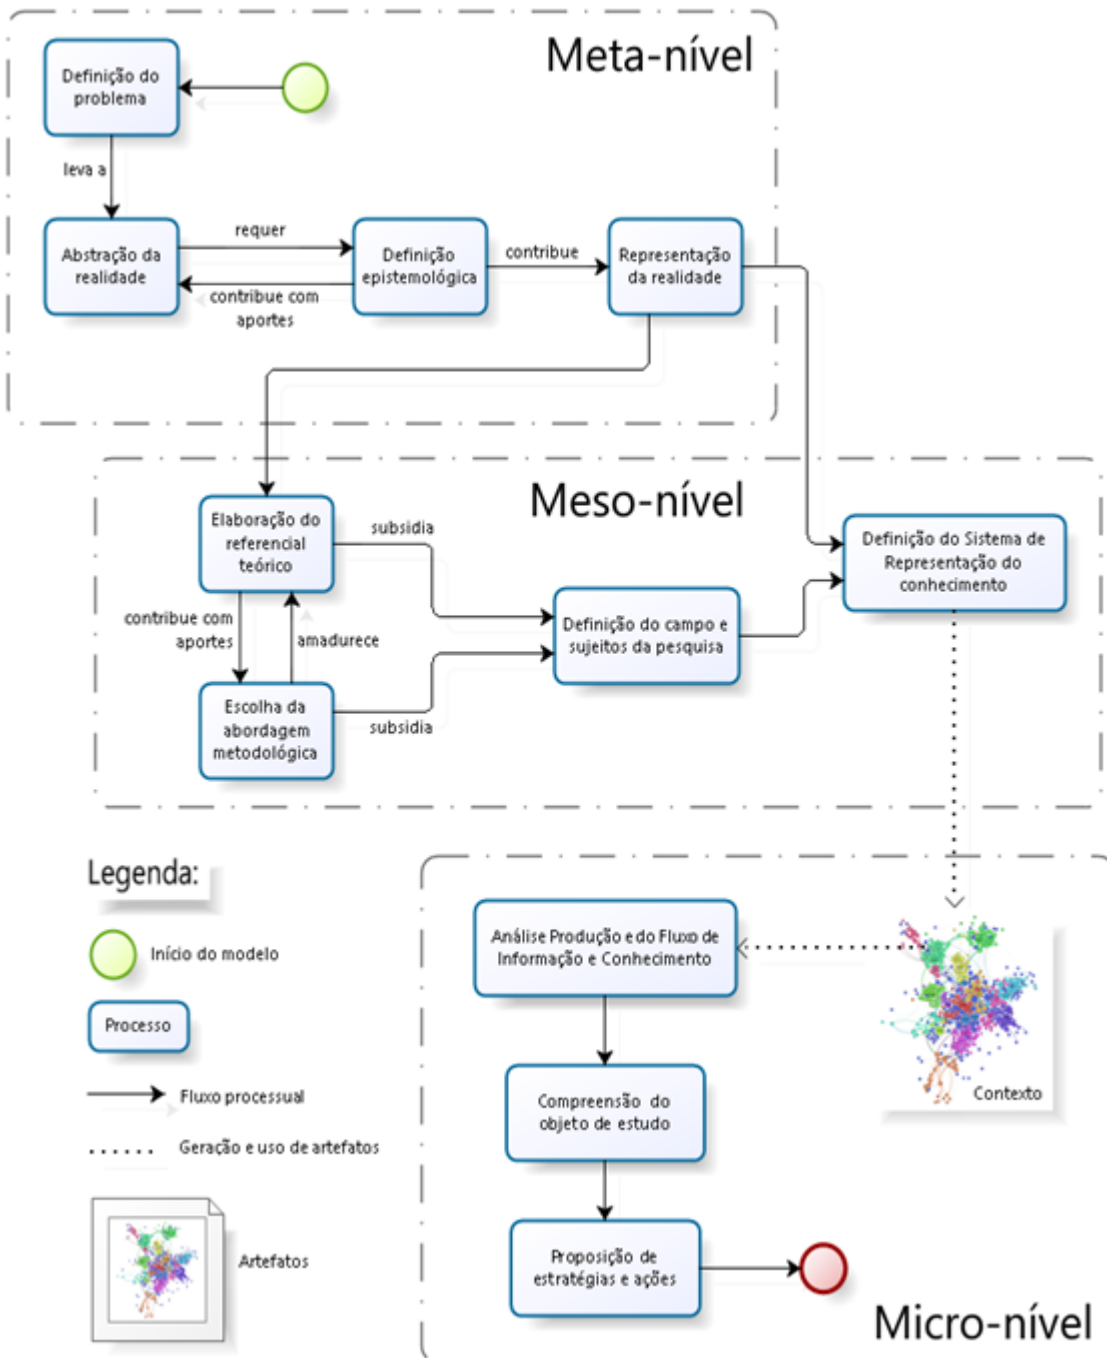 Meta-nível
Definição do
problema
leva a
Abstração da
realidade
requer
contribue com
aportes
Definição
epistemológica
contribue
Representação
da realidade
Meso-nível
Elaboração do
referencial
teórico
subsidia
contribue com
aportes
amadurece
Escolha da
abordagem
metodológica
subsidia
Definição do campo e
sujeitos da pesquisa
Definição do Sistema de
Representação do
conhecimento
Análise Produção e do Fluxo de
Informação e Conhecimento
Contexto
Compreensão do
objeto de estudo
Proposição de
estratégias e ações
Micro-nível
Legenda:
Início do modelo
Processo
Fluxo processual
Geração e uso de artefatos
Artefatos